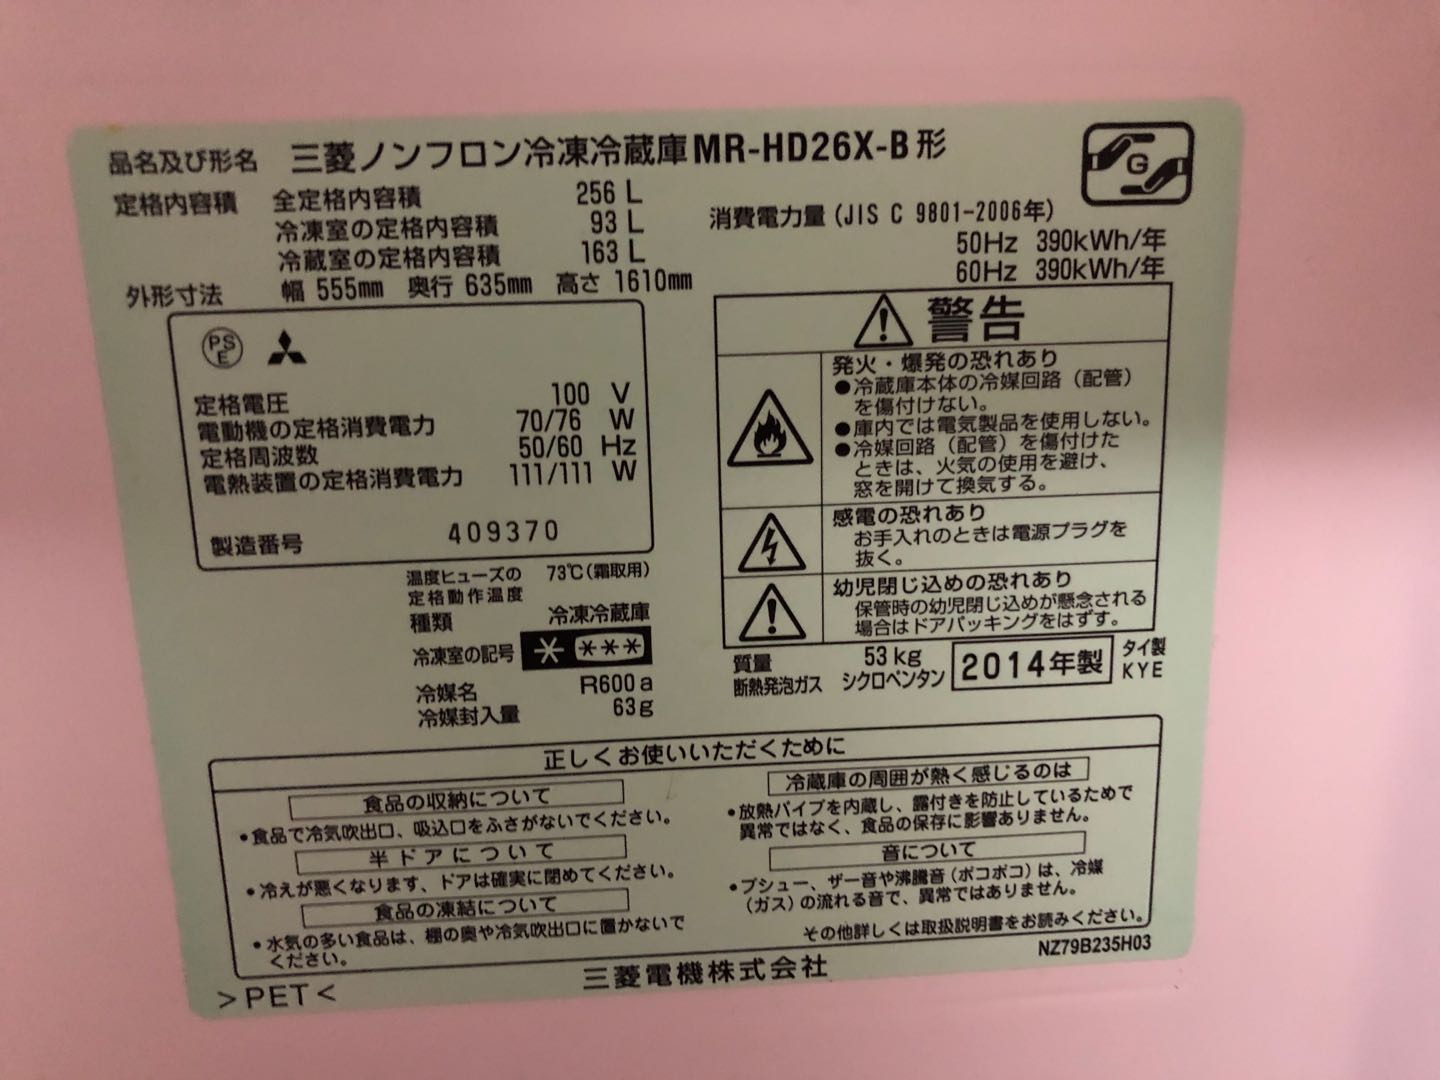 品名及び形名 三菱ノンフロン冷凍冷蔵庫MR-HD26X-B形
G
定格内容積 全定格内容積 256 L
冷凍室の定格内容積 93 L
冷蔵室の定格内容積 163 L
外形寸法 幅 555mm 奥行 635mm 高さ 1610mm
消費電力量 (JIS C 9801-2006年)
50Hz 390kWh/年
60Hz 390kWh/年
PSE
定格電圧 100 V
電動機の定格消費電力 70/76 W
定格周波数 50/60 Hz
電熱装置の定格消費電力 111/111 W
製造番号 409370
温度ヒューズの 73℃(霜取用)
定格動作温度
種類 冷凍冷蔵庫
冷凍室の記号
冷媒名 R600a
冷媒封入量 63g
警告
発火・爆発の恐れあり
●冷蔵庫本体の冷媒回路(配管)
を傷付けない。
●庫内では電気製品を使用しない。
●冷媒回路(配管)を傷付けた
ときは、火気の使用を避け、
窓を開けて換気する。
感電の恐れあり
お手入れのときは電源プラグを
抜く。
幼児閉じ込めの恐れあり
保管時の幼児閉じ込めが懸念される
場合はドアパッキングをはずす。
質量 53kg
断熱発泡ガス シクロペンタン
2014年製
タイ製
KYE
正しくお使いいただくために
食品の収納について
•食品で冷気吹出口、吸込口をふさがないでください。
半ドアについて
•冷えが悪くなります、ドアは確実に閉めてください。
食品の凍結について
•水気の多い食品は、棚の奥や冷気吹出口に置かないで
ください。
冷蔵庫の周囲が熱く感じるのは
•放熱パイプを内蔵し、露付きを防止しているためで
異常ではなく、食品の保存に影響ありません。
音について
•プシュー、ザー音や沸騰音(ポコポコ)は、冷媒
(ガス)の流れる音で、異常ではありません。
その他詳しくは取扱説明書をお読みください。
NZ79B235H03
>PET<
三菱電機株式会社